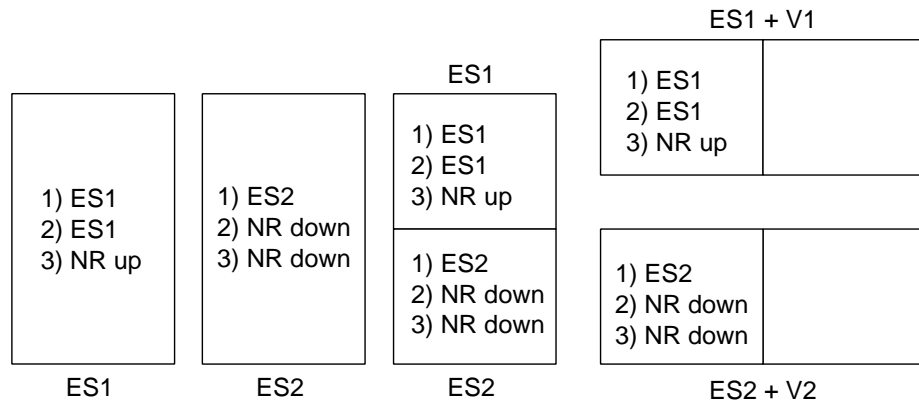 ES1 + V1
ES1
1) ES1
2) ES1
3) NR up
1) ES1
2) ES1
3) NR up
1) ES1
2) ES1
3) NR up
1) ES2
2) NR down
3) NR down
1) ES2
2) NR down
3) NR down
1) ES2
2) NR down
3) NR down
ES1
ES2
ES2
ES2 + V2